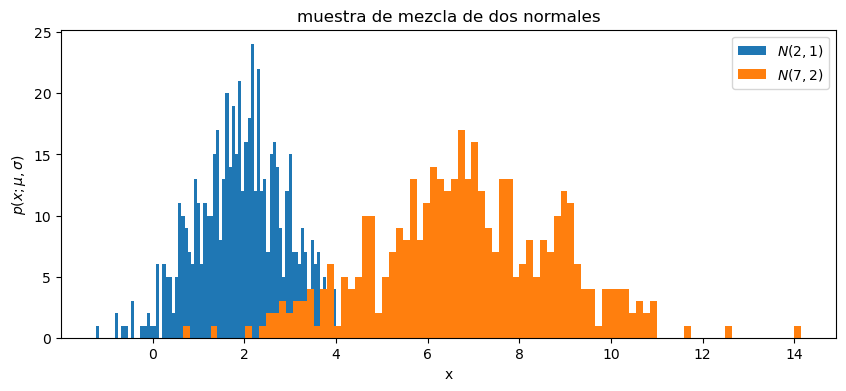 muestra de mezcla de dos normales
25
20
15
10
5
0
p(x; μ, σ)
N(2, 1)
N(7, 2)
0 2 4 6 8 10 12 14
x